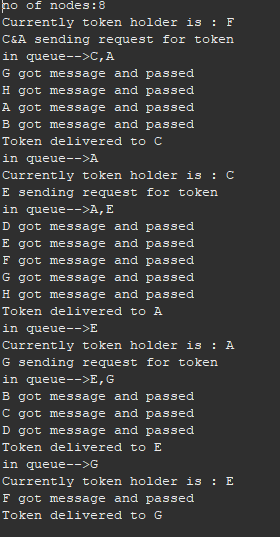 no of nodes:8
Currently token holder is : F
C&A sending request for token
in queue-->C,A
G got message and passed
H got message and passed
A got message and passed
B got message and passed
Token delivered to C
in queue-->A
Currently token holder is : C
E sending request for token
in queue-->A,E
D got message and passed
E got message and passed
F got message and passed
G got message and passed
H got message and passed
Token delivered to A
in queue-->E
Currently token holder is : A
G sending request for token
in queue-->E,G
B got message and passed
C got message and passed
D got message and passed
Token delivered to E
in queue-->G
Currently token holder is : E
F got message and passed
Token delivered to G